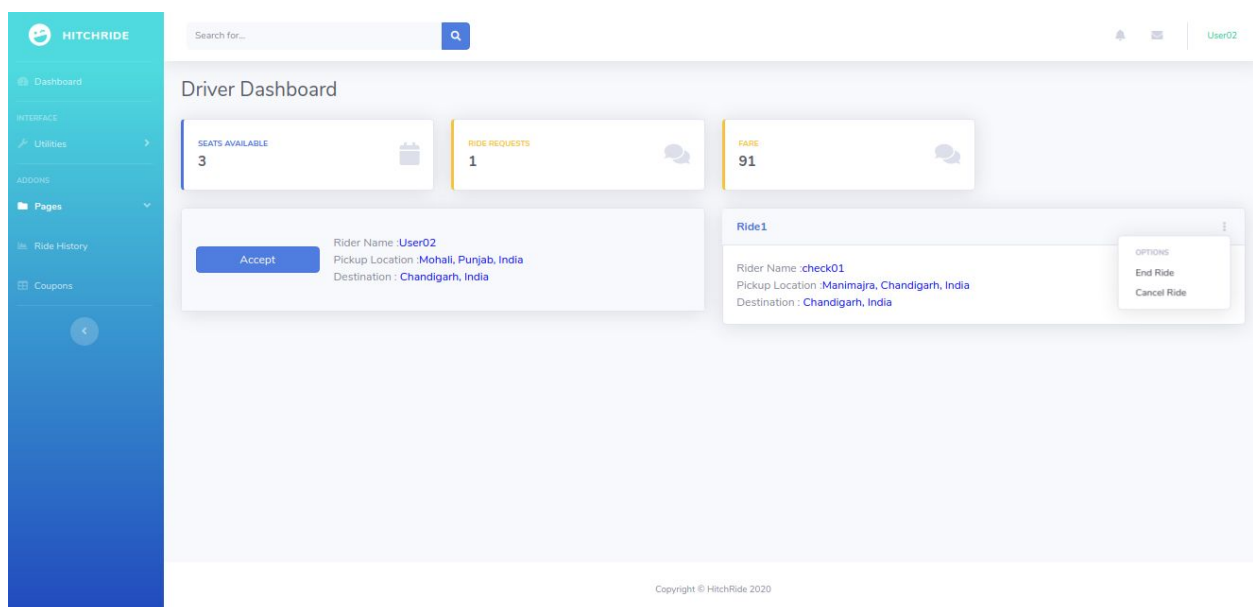 HITCHRIDE
Search for...
User02
Dashboard
INTERFACE
Utilities
ADDONS
Pages
Ride History
Coupons
Driver Dashboard
SEATS AVAILABLE
3
RIDE REQUESTS
1
FARE
91
Accept
Rider Name :User02
Pickup Location :Mohali, Punjab, India
Destination : Chandigarh, India
Ride1
Rider Name :check01
Pickup Location :Manimajra, Chandigarh, India
Destination : Chandigarh, India
OPTIONS
End Ride
Cancel Ride
Copyright © HitchRide 2020